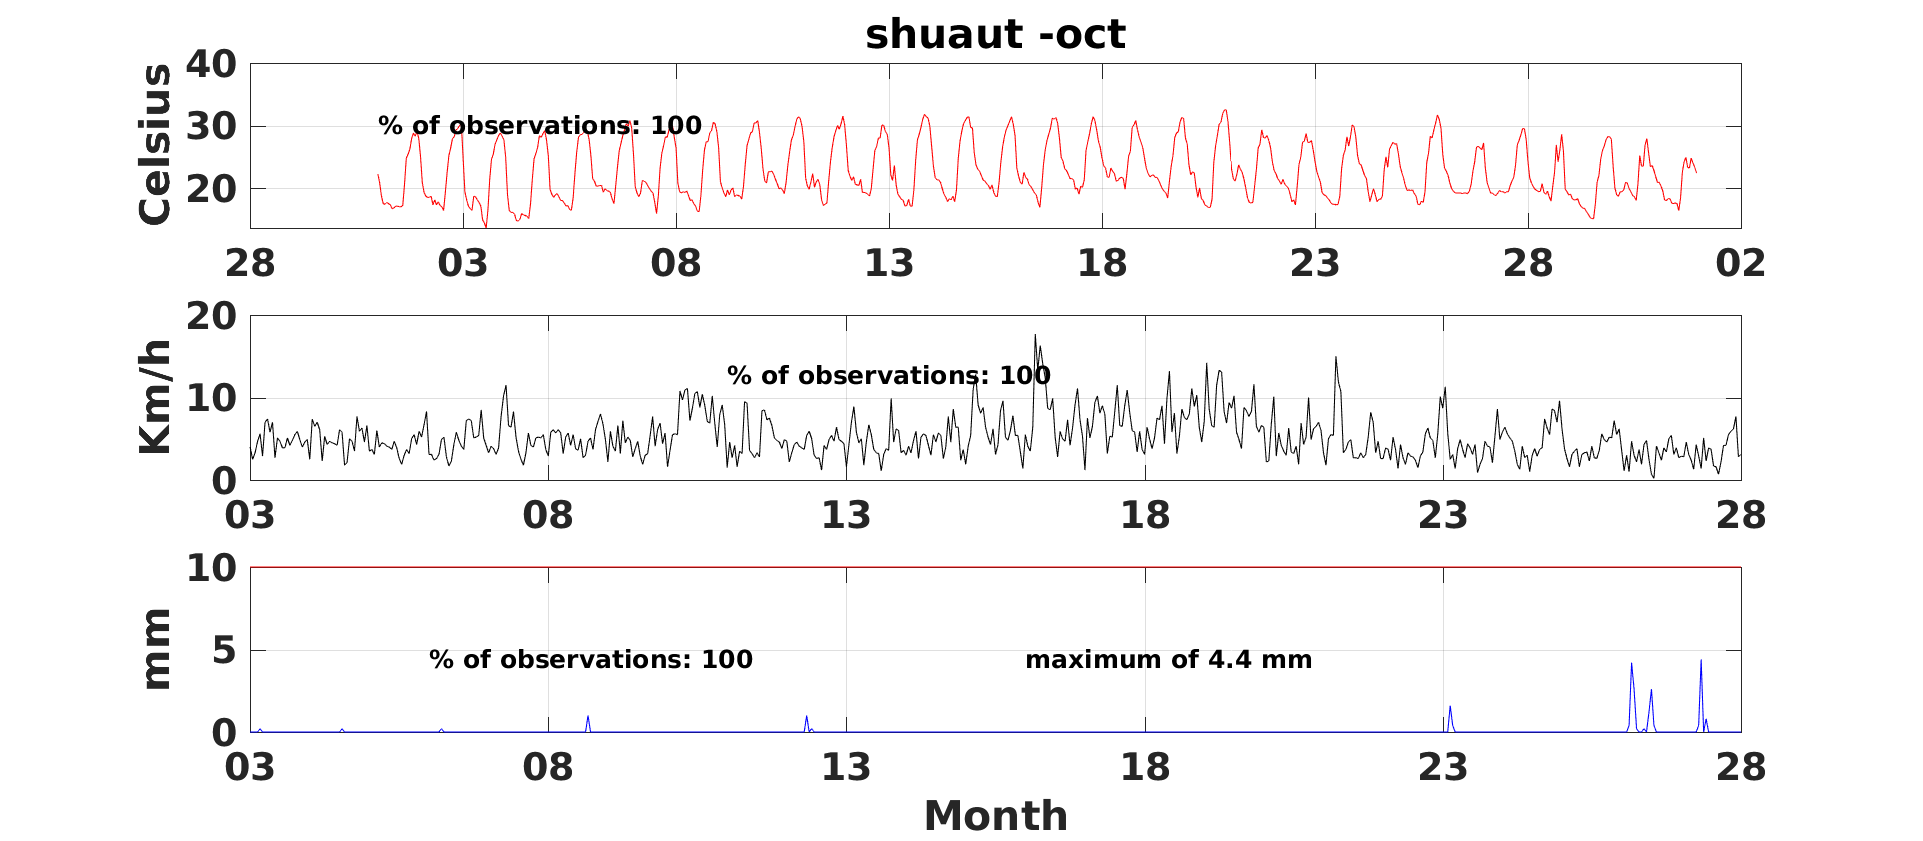 shuaut -oct
Celsius
40
30
20
% of observations: 100
28 03 08 13 18 23 28 02
Km/h
20
10
0
% of observations: 100
03 08 13 18 23 28
mm
10
5
0
% of observations: 100 maximum of 4.4 mm
03 08 13 18 23 28
Month